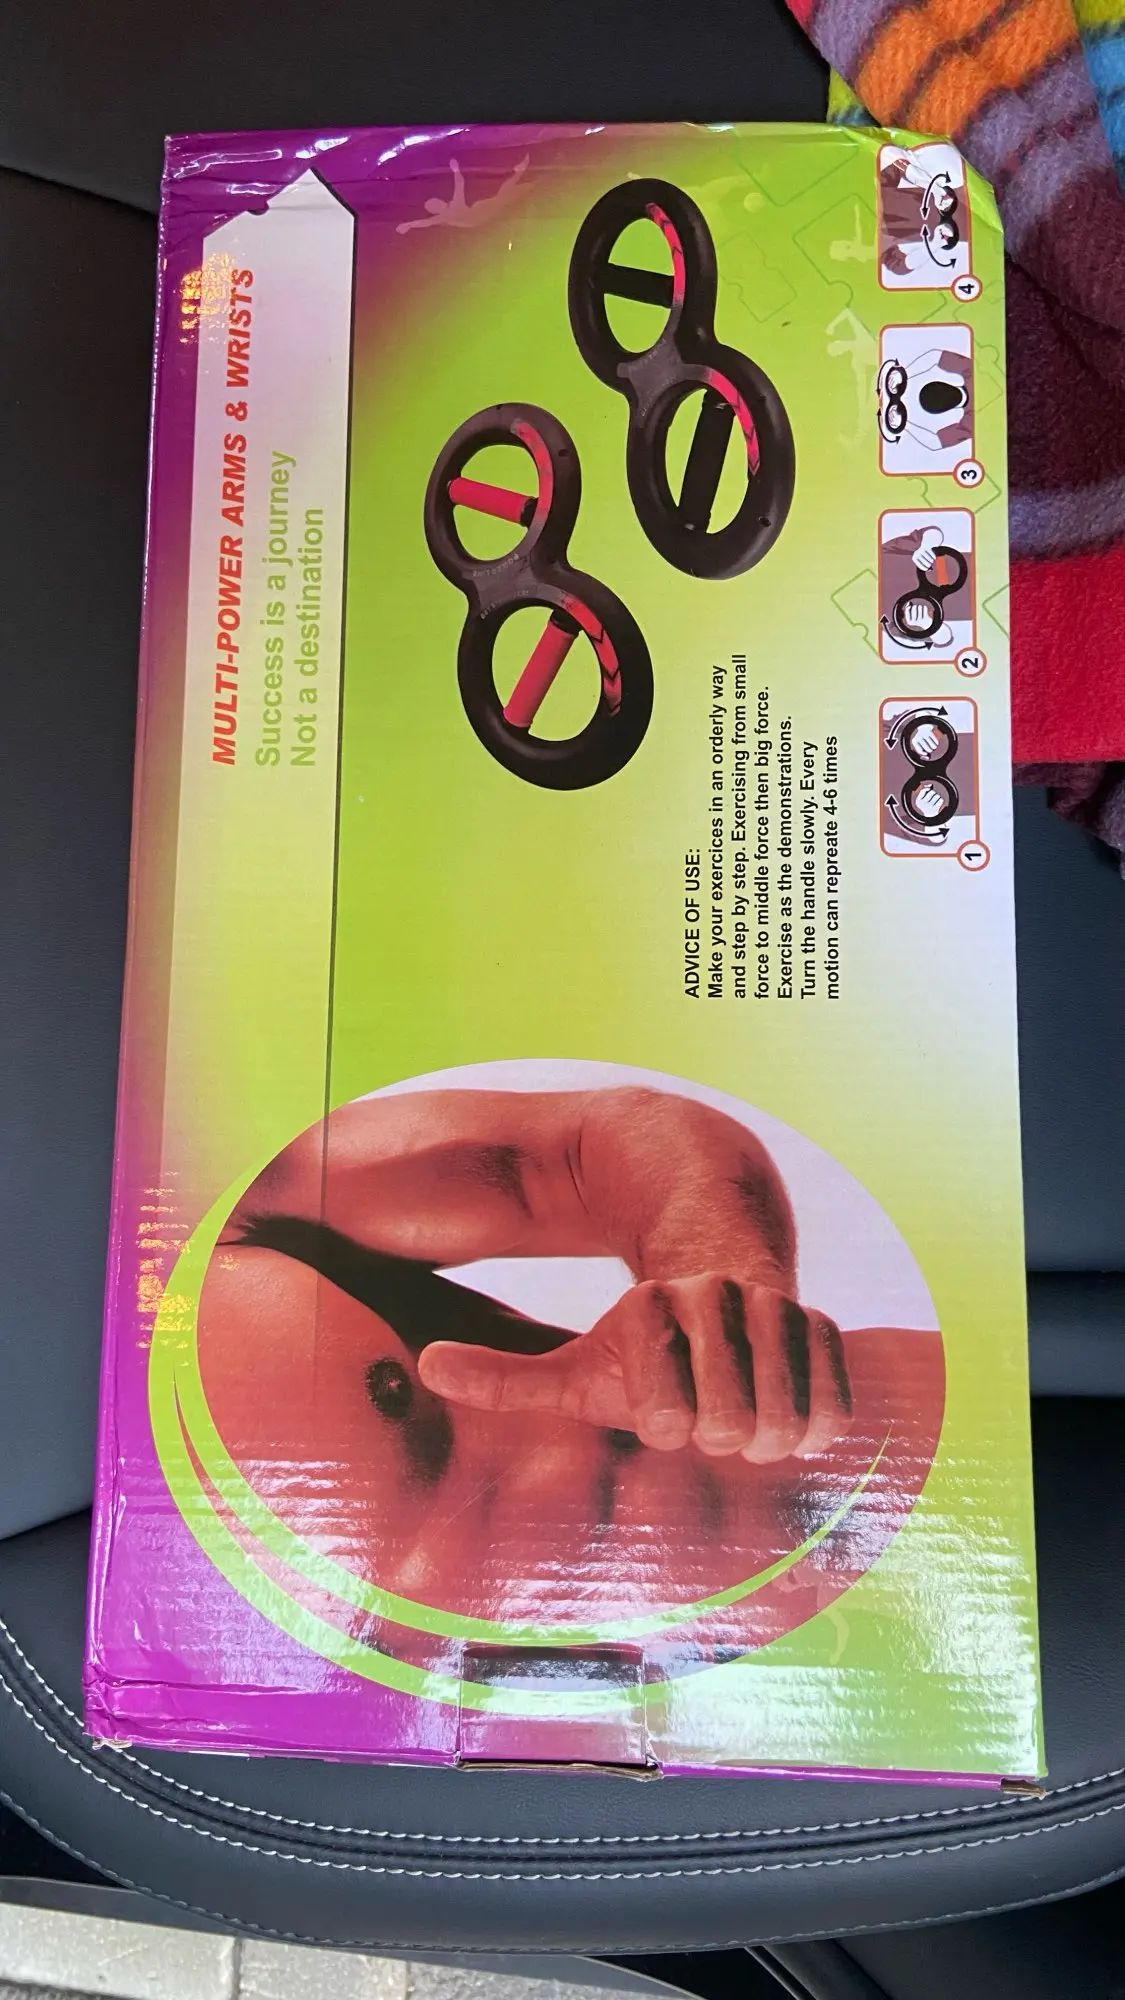 MULTI-POWER ARMS & WRISTS
Success is a journey
Not a destination
ADVICE OF USE:
Make your exercices in an orderly way
and step by step. Exercising from small
force to middle force then big force.
Exercise as the demonstrations.
Turn the handle slowly. Every
motion can repreate 4-6 times
1
2
3
4